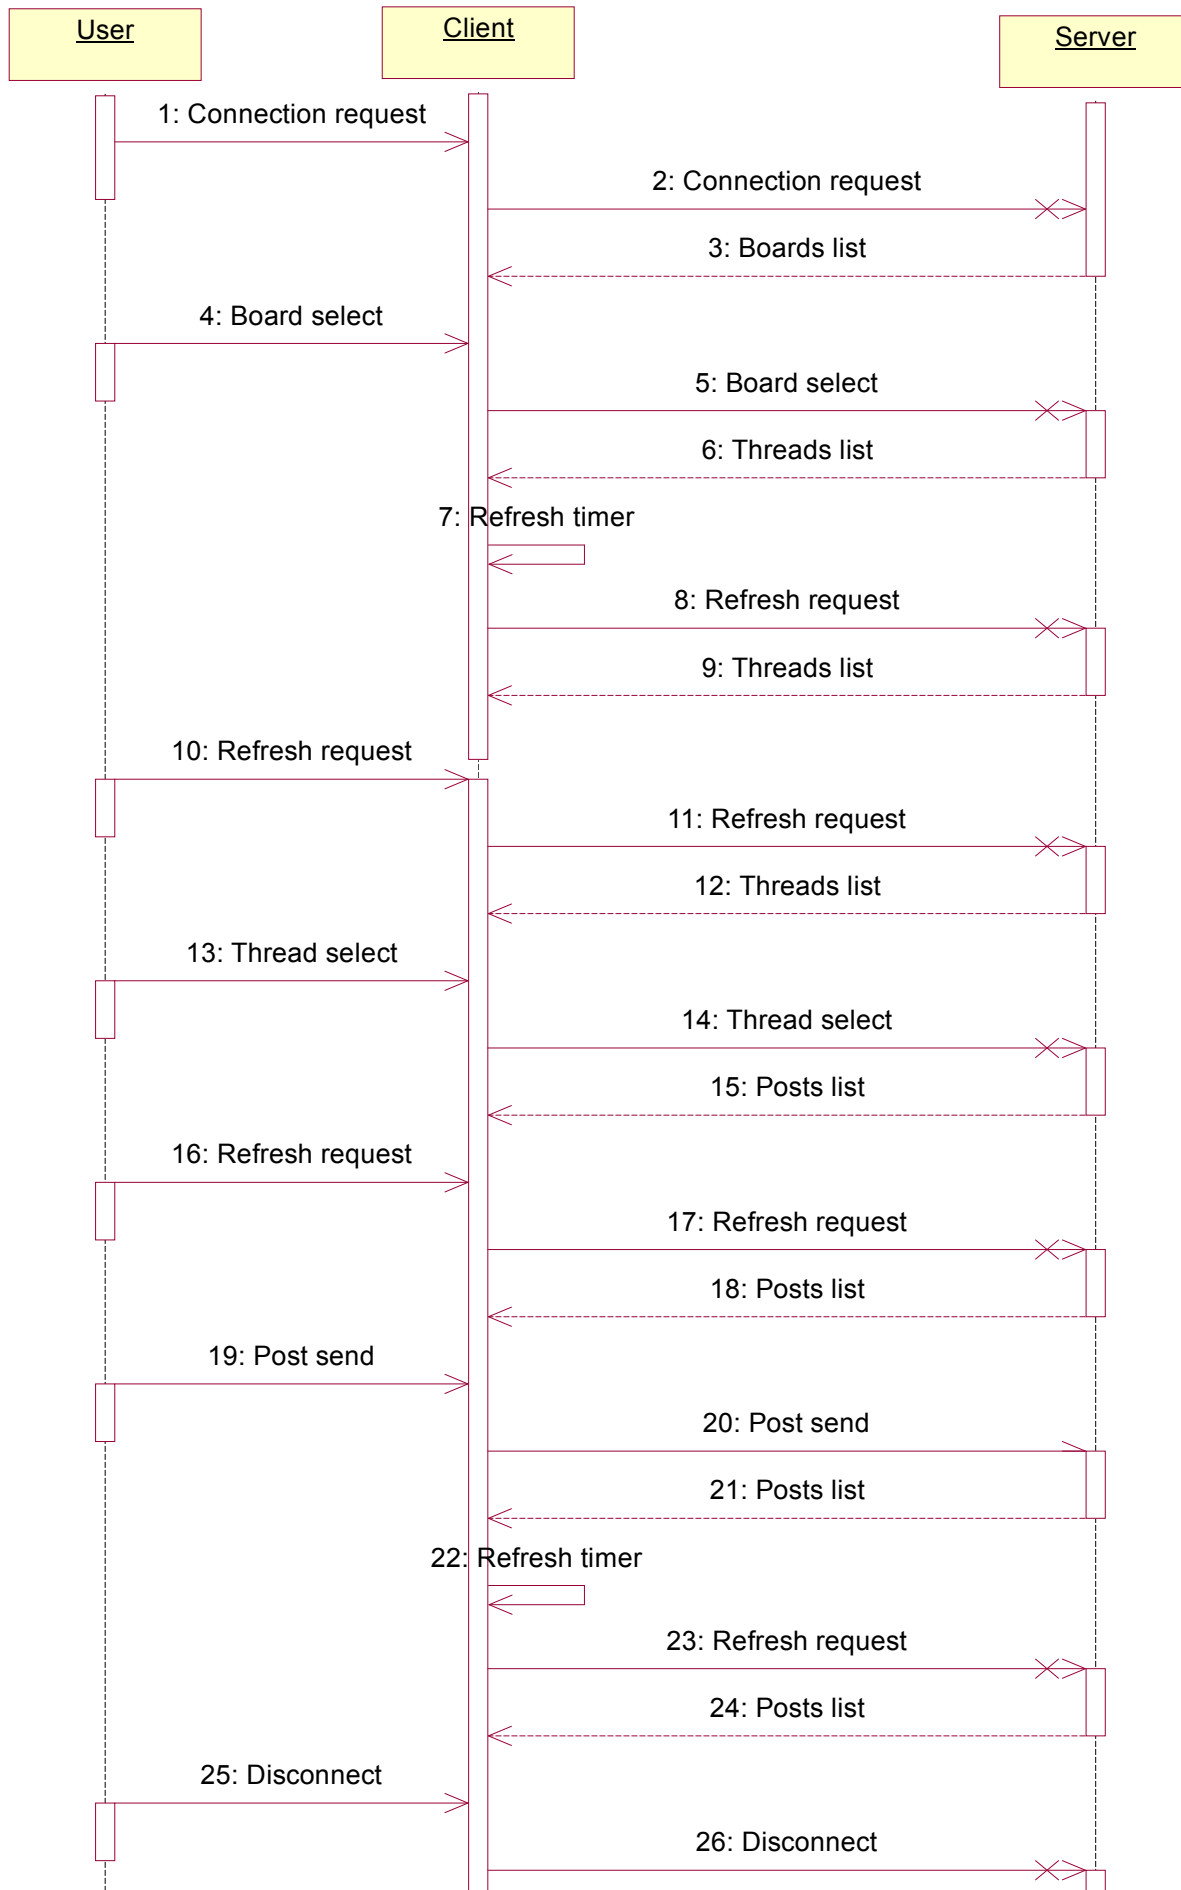 User
Client
Server
1: Connection request
2: Connection request
3: Boards list
4: Board select
5: Board select
6: Threads list
7: Refresh timer
8: Refresh request
9: Threads list
10: Refresh request
11: Refresh request
12: Threads list
13: Thread select
14: Thread select
15: Posts list
16: Refresh request
17: Refresh request
18: Posts list
19: Post send
20: Post send
21: Posts list
22: Refresh timer
23: Refresh request
24: Posts list
25: Disconnect
26: Disconnect